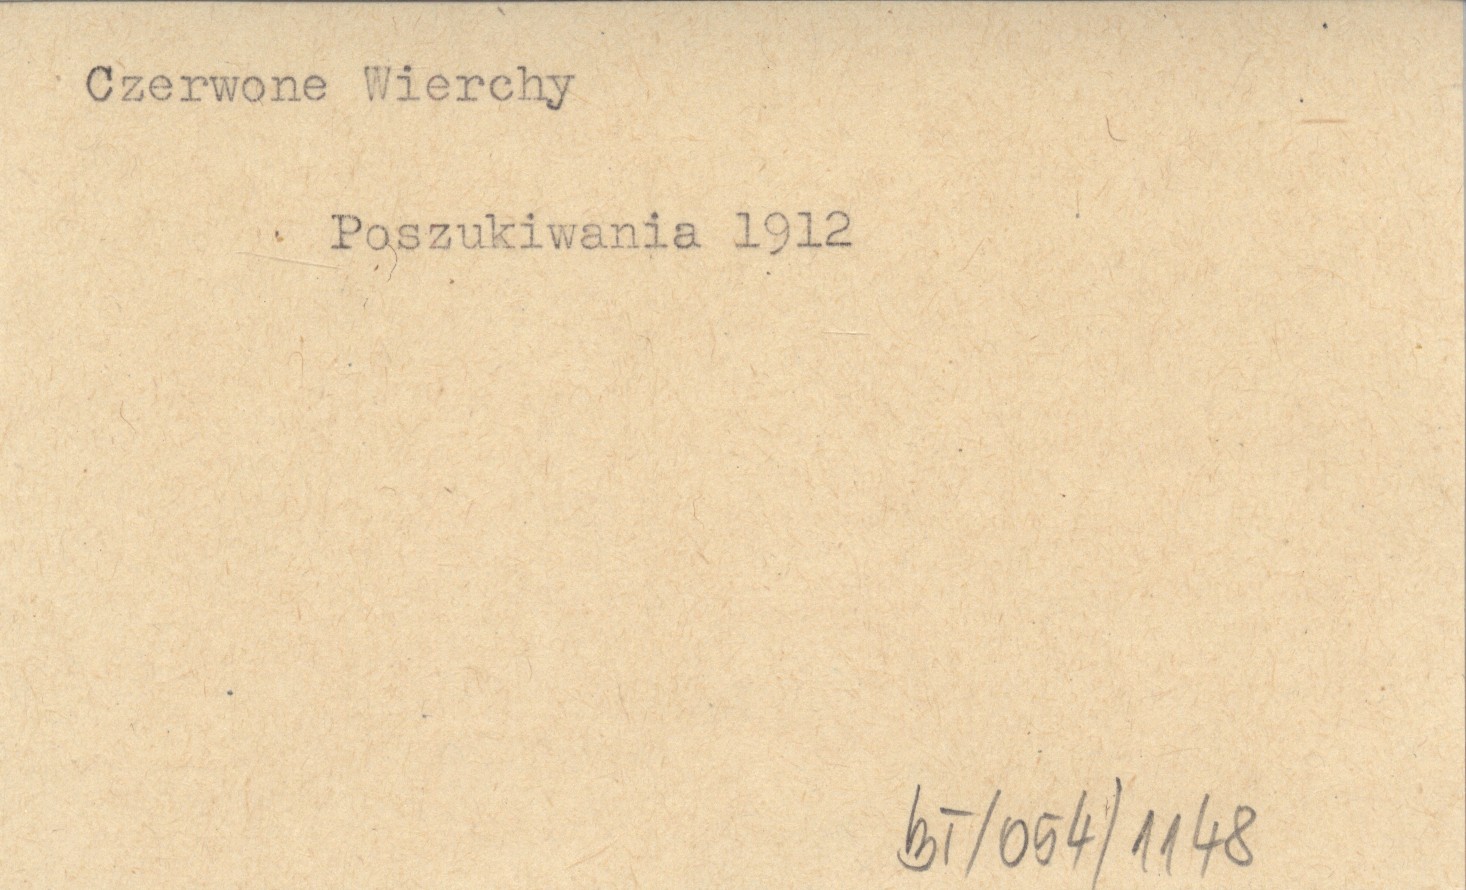 Czerwone Wierchy
Poszukiwania 1912
BT/054/1148